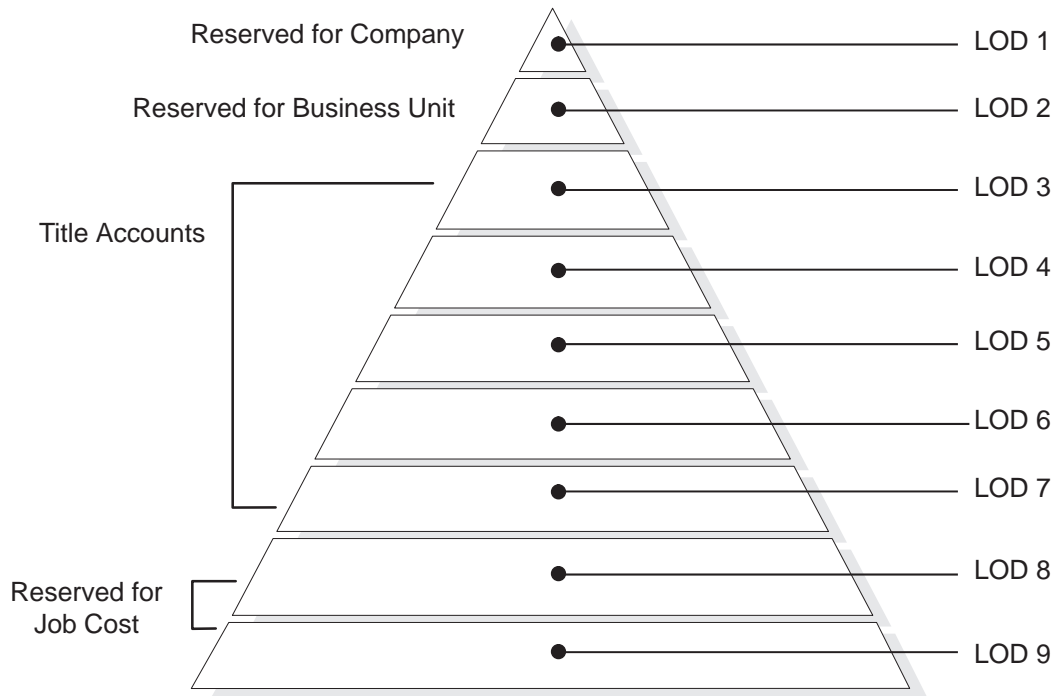 Reserved for Company
LOD 1
Reserved for Business Unit
LOD 2
LOD 3
Title Accounts
LOD 4
LOD 5
LOD 6
LOD 7
LOD 8
Reserved for
Job Cost
LOD 9